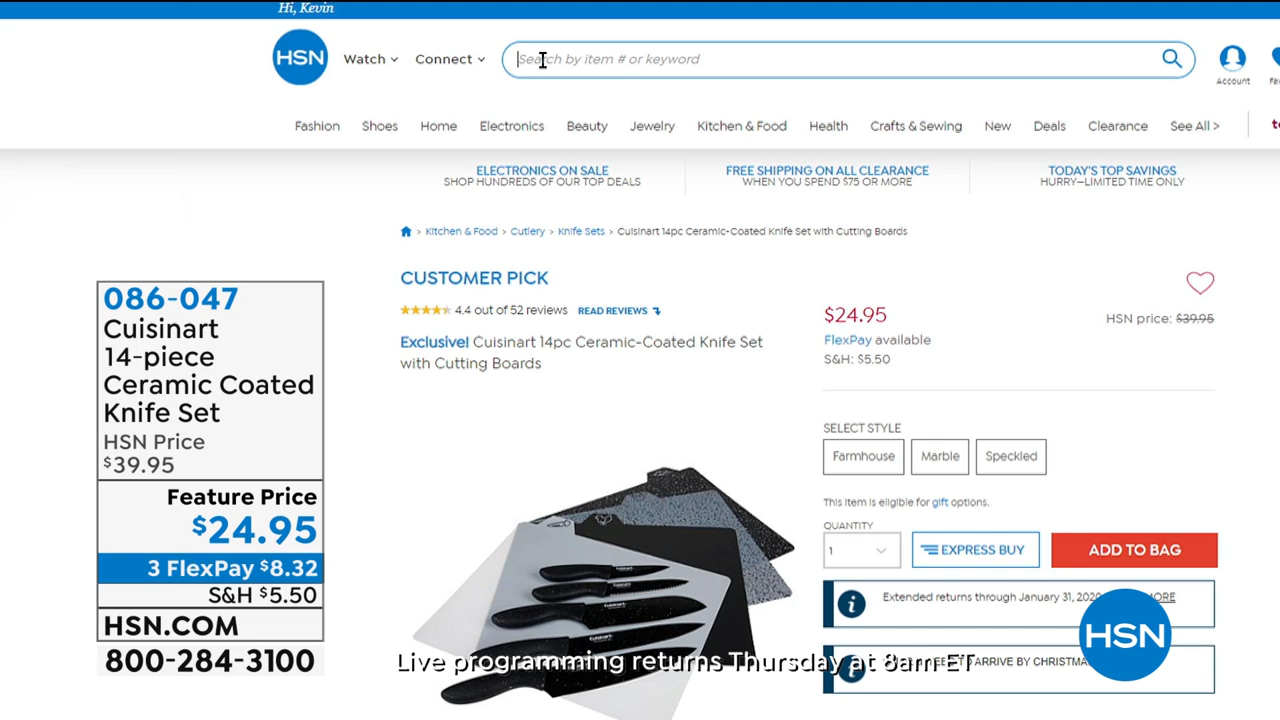 Hi, Kevin
HSN
Watch
Connect
Search by item # or keyword
Account
Fashion
Shoes
Home
Electronics
Beauty
Jewelry
Kitchen & Food
Health
Crafts & Sewing
New
Deals
Clearance
See All >
ELECTRONICS ON SALE
SHOP HUNDREDS OF OUR TOP DEALS
FREE SHIPPING ON ALL CLEARANCE
WHEN YOU SPEND $75 OR MORE
TODAY'S TOP SAVINGS
HURRY—LIMITED TIME ONLY
> Kitchen & Food > Cutlery > Knife Sets > Cuisinart 14pc Ceramic-Coated Knife Set with Cutting Boards
086-047
Cuisinart
14-piece
Ceramic Coated
Knife Set
HSN Price
$39.95
Feature Price
$24.95
3 FlexPay $8.32
S&H $5.50
HSN.COM
800-284-3100
CUSTOMER PICK
4.4 out of 52 reviews
READ REVIEWS
Exclusive! Cuisinart 14pc Ceramic-Coated Knife Set
with Cutting Boards
$24.95
HSN price: $39.95
FlexPay available
S&H: $5.50
SELECT STYLE
Farmhouse
Marble
Speckled
This item is eligible for gift options.
QUANTITY
1
EXPRESS BUY
ADD TO BAG
Extended returns through January 31, 2020
HSN
ARRIVE BY CHRISTMA
Live programming returns Thursday at 8am ET